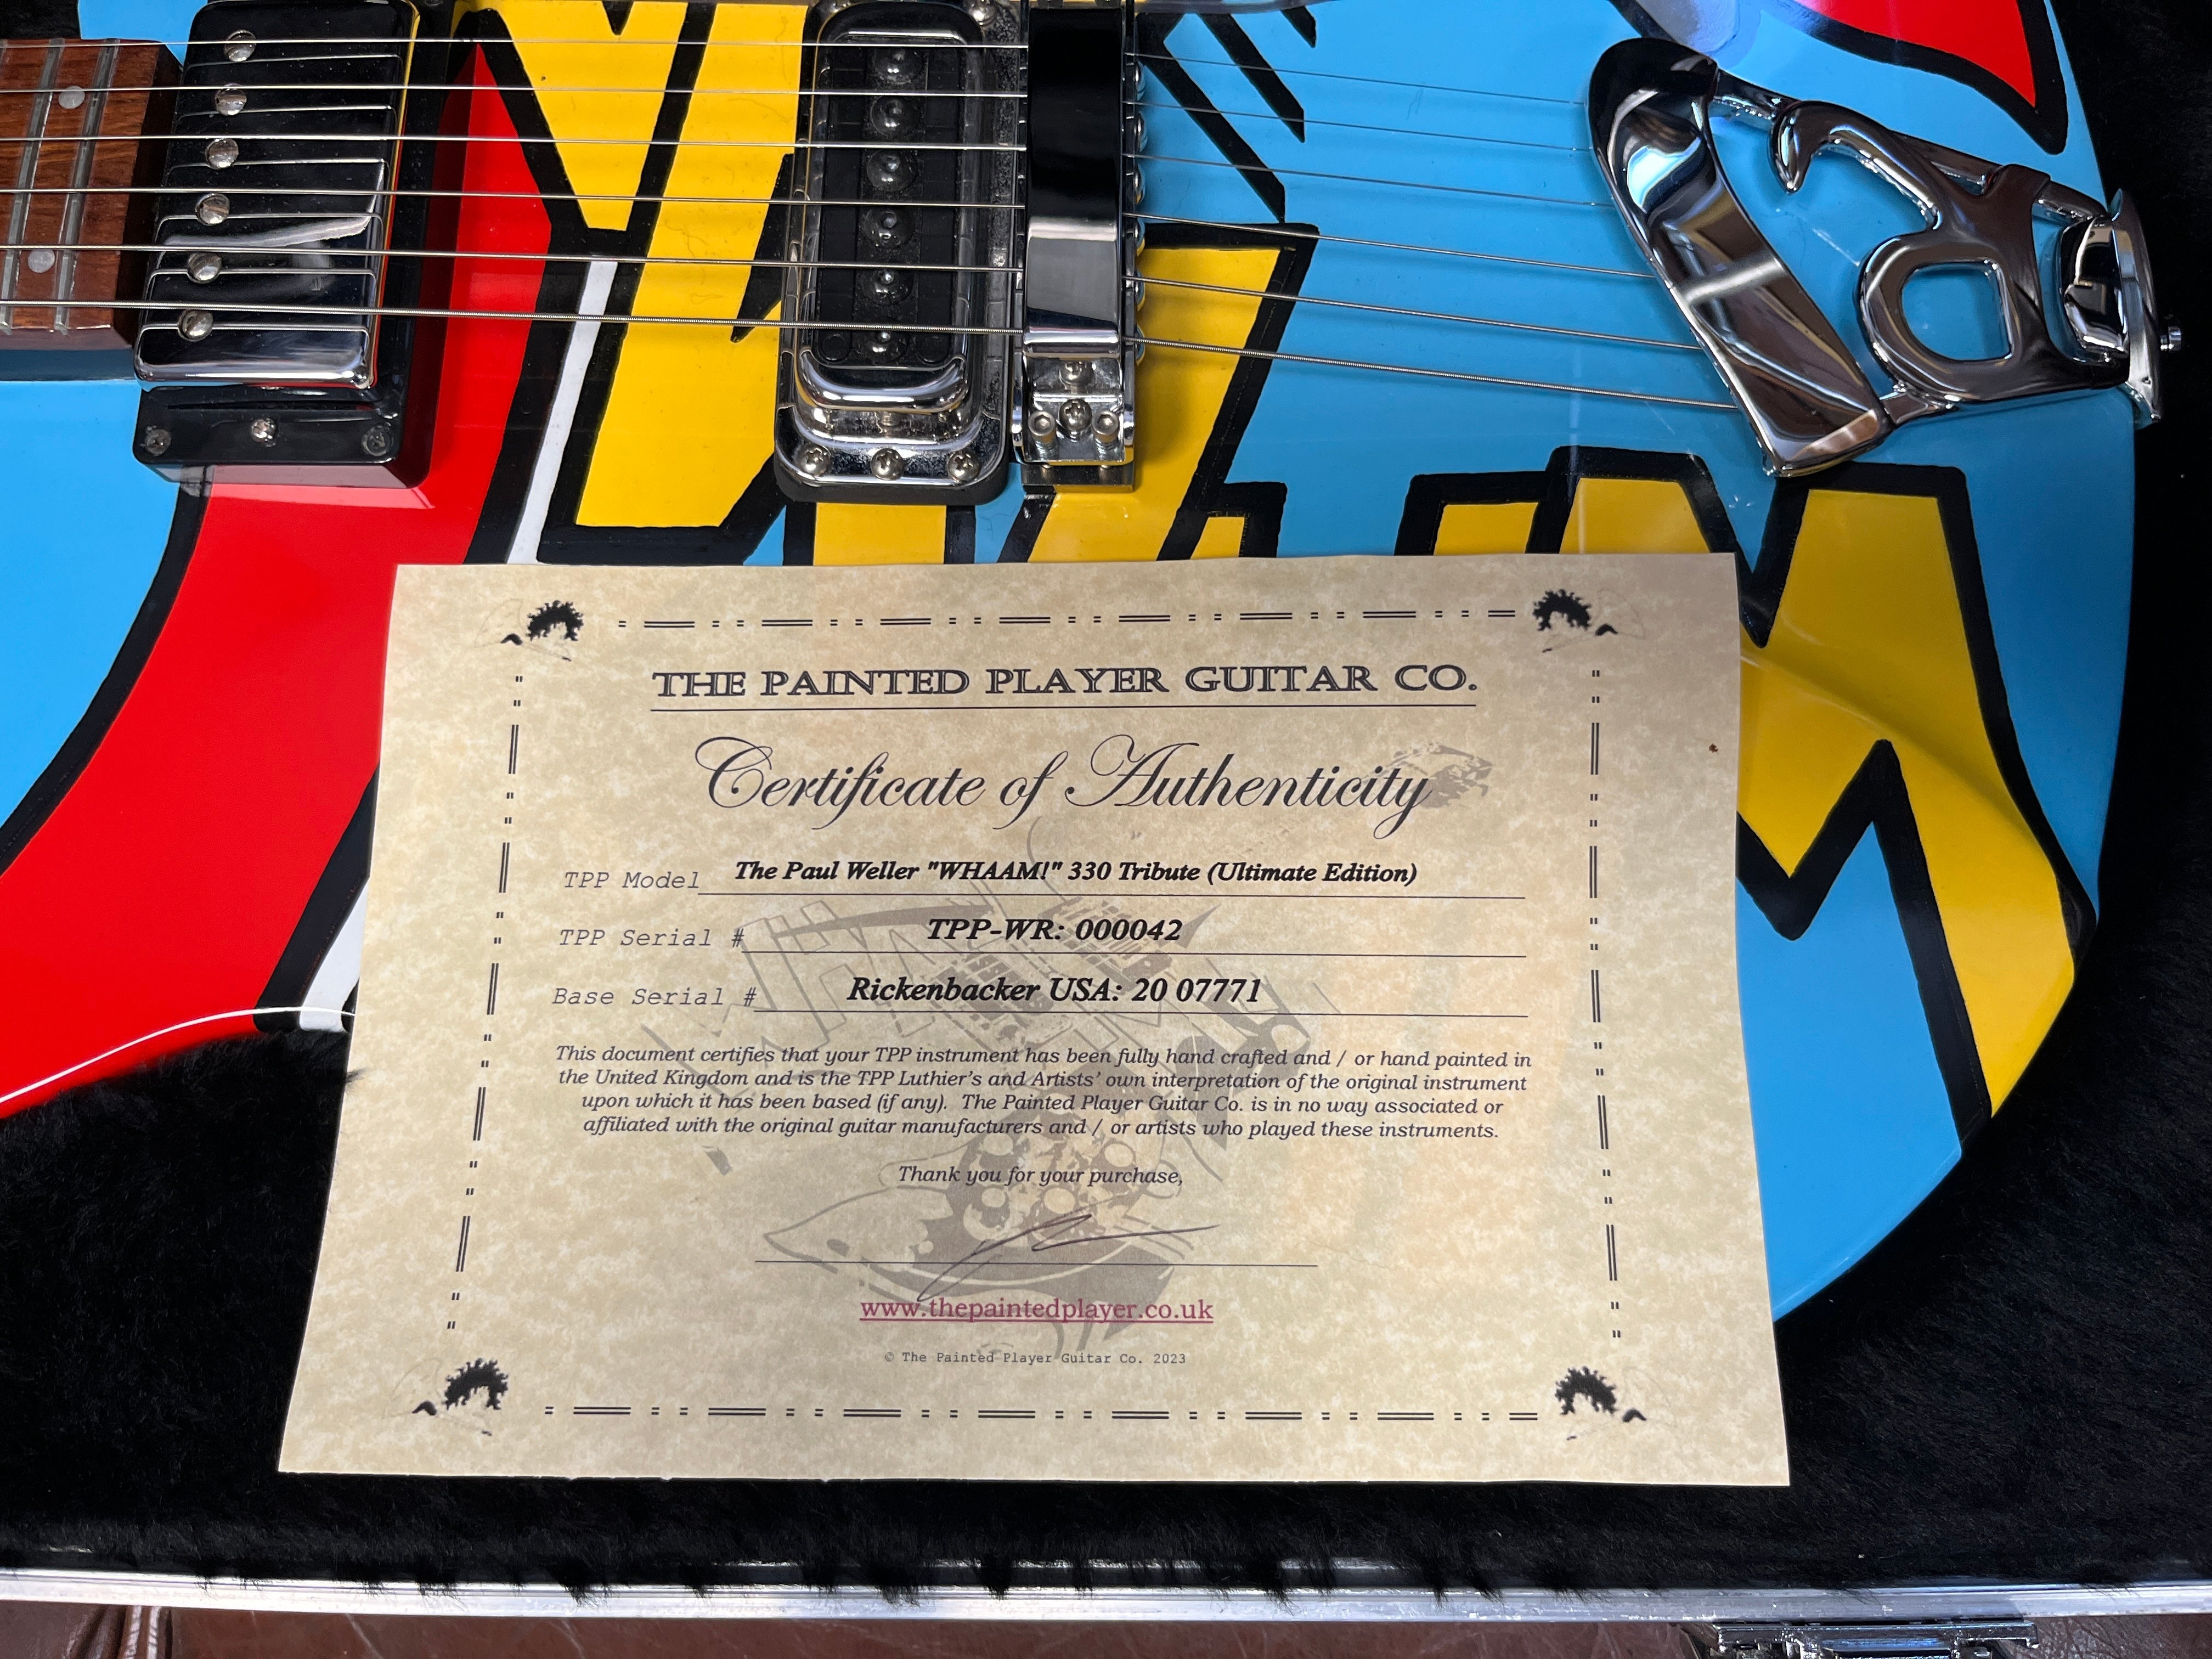 THE PAINTED PLAYER GUITAR CO.
Certificate of Authenticity
TPP Model The Paul Weller "WHAAM!" 330 Tribute (Ultimate Edition)
TPP Serial # TPP-WR: 000042
Base Serial # Rickenbacker USA: 20 07771
This document certifies that your TPP instrument has been fully hand crafted and / or hand painted in
the United Kingdom and is the TPP Luthier's and Artists' own interpretation of the original instrument
upon which it has been based (if any). The Painted Player Guitar Co. is in no way associated or
affiliated with the original guitar manufacturers and / or artists who played these instruments.
Thank you for your purchase,
www.thepaintedplayer.co.uk
© The Painted Player Guitar Co. 2023